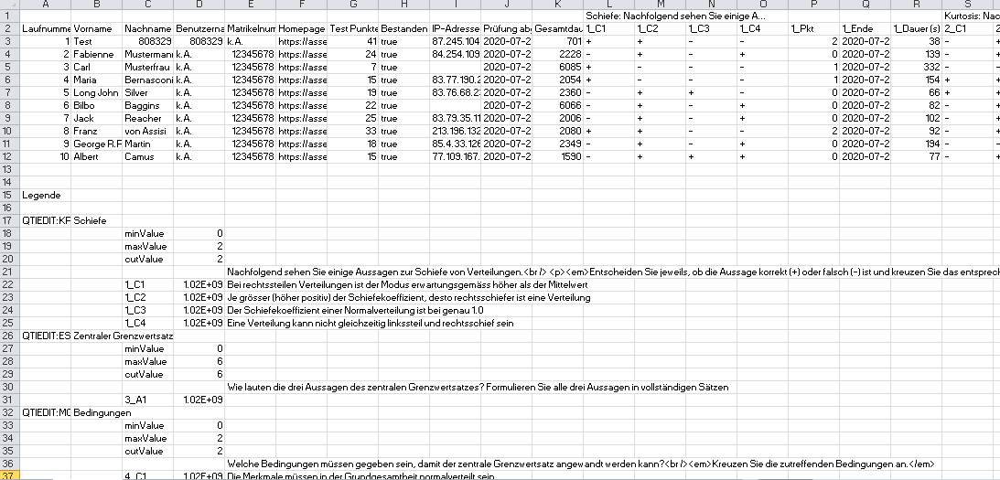 A B C D E F G H I J K L M N O P Q R S
1 Schiefe: Nachfolgend sehen Sie einige A... Kurtosis: Nac
2 Laufnumme Vorname Nachname Benutzerna Matrikelnum Homepage Test Punkte Bestanden IP-Adresse Prüfung abg Gesamtdau 1_C1 1_C2 1_C3 1_C4 1_Pkt 1_Ende 1_Dauer (s) 2_C1
3 1 Test 808329 808329 k.A. https://asse 41 true 87.245.104 2020-07-2 701 + + - - 2 2020-07-2 38 -
4 2 Fabienne Mustermann k.A. 12345678 https://asse 24 true 84.254.109 2020-07-2 2228 - + - + 0 2020-07-2 139 -
5 3 Carl Musterfrau k.A. 12345678 https://asse 7 true 2020-07-2 6085 + - - - 1 2020-07-2 332 -
6 4 Maria Bernasconi k.A. 12345678 https://asse 15 true 83.77.190.2 2020-07-2 2054 + - - - 1 2020-07-2 154 +
7 5 Long John Silver k.A. 12345678 https://asse 19 true 83.76.68.2 2020-07-2 2360 - + + - 0 2020-07-2 66 +
8 6 Bilbo Baggins k.A. 12345678 https://asse 22 true 2020-07-2 6066 - + - + 0 2020-07-2 82 -
9 7 Jack Reacher k.A. 12345678 https://asse 25 true 83.79.35.11 2020-07-2 2006 - + - + 0 2020-07-2 102 -
10 8 Franz von Assisi k.A. 12345678 https://asse 33 true 213.196.132 2020-07-2 2080 + + - - 2 2020-07-2 92 -
11 9 George R.F Martin k.A. 12345678 https://asse 18 true 85.4.33.126 2020-07-2 2349 - + - + 0 2020-07-2 194 -
12 10 Albert Camus k.A. 12345678 https://asse 15 true 77.109.167. 2020-07-2 1590 - + - + 0 2020-07-2 77 -
13
14
15 Legende
16
17 QTIEDIT:KF Schiefe
18 minValue 0
19 maxValue 2
20 cutValue 2
21 Nachfolgend sehen Sie einige Aussagen zur Schiefe von Verteilungen.<br /> <p><em>Entscheiden Sie jeweils, ob die Aussage korrekt (+) oder falsch (-) ist und kreuzen Sie das entsprech
22 1_C1 1.02E+09 Bei rechtssteilen Verteilungen ist der Modus erwartungsgemäss höher als der Mittelwert
23 1_C2 1.02E+09 Je grösser (höher positiv) der Schiefekoeffizient, desto rechtsschiefer ist eine Verteilung
24 1_C3 1.02E+09 Der Schiefekoeffizient einer Normalverteilung ist bei genau 1.0
25 1_C4 1.02E+09 Eine Verteilung kann nicht gleichzeitig linkssteil und rechtsschief sein
26 QTIEDIT:ES Zentraler Grenzwertsatz
27 minValue 0
28 maxValue 6
29 cutValue 6
30 Wie lauten die drei Aussagen des zentralen Grenzwertsatzes? Formulieren Sie alle drei Aussagen in vollständigen Sätzen
31 3_A1 1.02E+09
32 QTIEDIT:MC Bedingungen
33 minValue 0
34 maxValue 2
35 cutValue 2
36 Welche Bedingungen müssen gegeben sein, damit der zentrale Grenzwertsatz angewandt werden kann?<br /><em>Kreuzen Sie die zutreffenden Bedingungen an.</em>
37 4_C1 1.02E+09 Die Merkmale müssen in der Grundgesamtheit normalverteilt sein